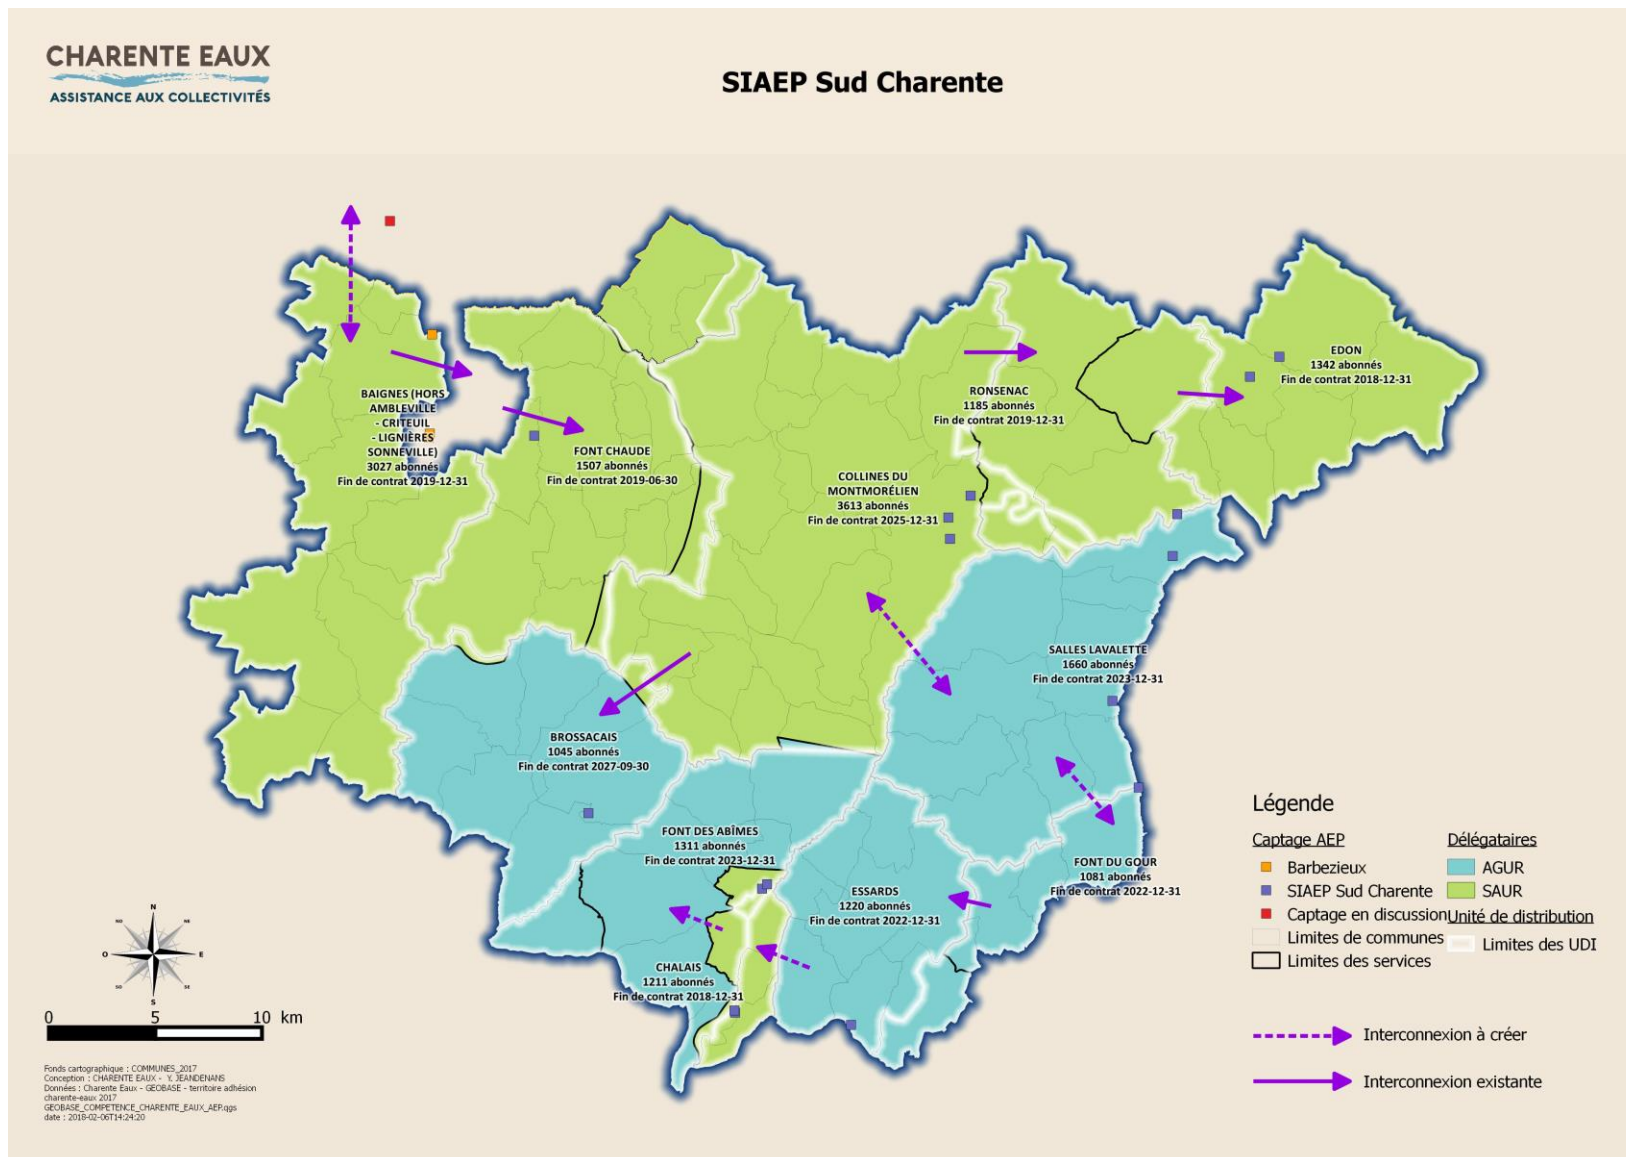 CHARENTE EAUX
ASSISTANCE AUX COLLECTIVITÉS
SIAEP Sud Charente
BAIGNES (HORS
AMBLEVILLE
- CRITEUIL
- LIGNIÈRES
SONNEVILLE)
3027 abonnés
Fin de contrat 2019-12-31
FONT CHAUDE
1507 abonnés
Fin de contrat 2019-06-30
COLLINES DU
MONTMORÉLIEN
3613 abonnés
Fin de contrat 2025-12-31
RONSENAC
1185 abonnés
Fin de contrat 2019-12-31
EDON
1342 abonnés
Fin de contrat 2018-12-31
SALLES LAVALETTE
1660 abonnés
Fin de contrat 2023-12-31
BROSSACAIS
1045 abonnés
Fin de contrat 2027-09-30
FONT DES ABÎMES
1311 abonnés
Fin de contrat 2023-12-31
ESSARDS
1220 abonnés
Fin de contrat 2022-12-31
FONT DU GOUR
1081 abonnés
Fin de contrat 2022-12-31
CHALAIS
1211 abonnés
Fin de contrat 2018-12-31
Légende
Captage AEP
Barbezieux
SIAEP Sud Charente
Captage en discussion
Limites de communes
Limites des services
Délégataires
AGUR
SAUR
Unité de distribution
Limites des UDI
Interconnexion à créer
Interconnexion existante
N
NO
NE
O
E
SO
SE
S
0 5 10 km
Fonds cartographique : COMMUNES_2017
Conception : CHARENTE EAUX - Y. JEANDENANS
Données : Charente Eaux - GEOBASE - territoire adhésion
charente-eaux 2017
GEOBASE_COMPETENCE_CHARENTE_EAUX_AEP.qgs
date : 2018-02-06T14:24:20